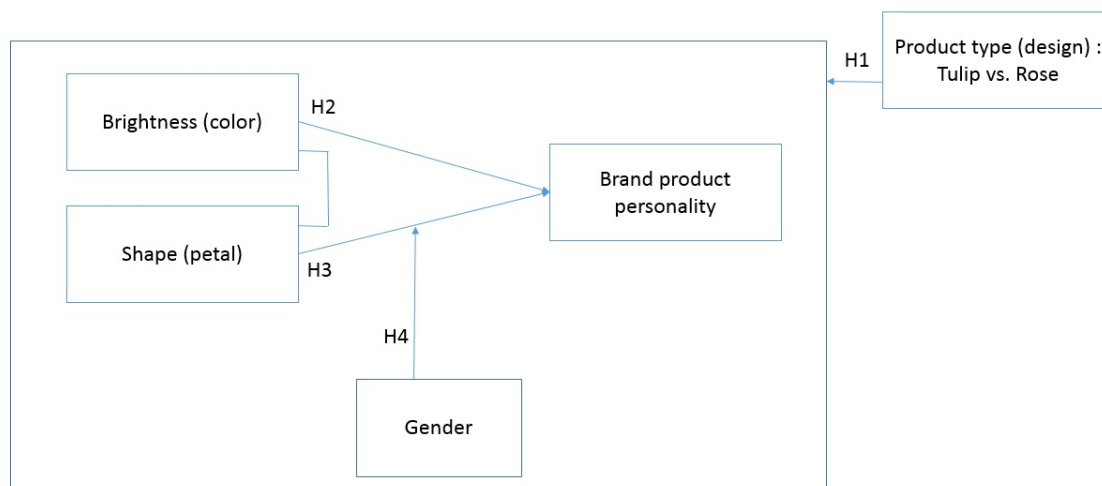 Product type (design) :
Tulip vs. Rose
H1
Brightness (color)
H2
Brand product
personality
Shape (petal)
H3
H4
Gender